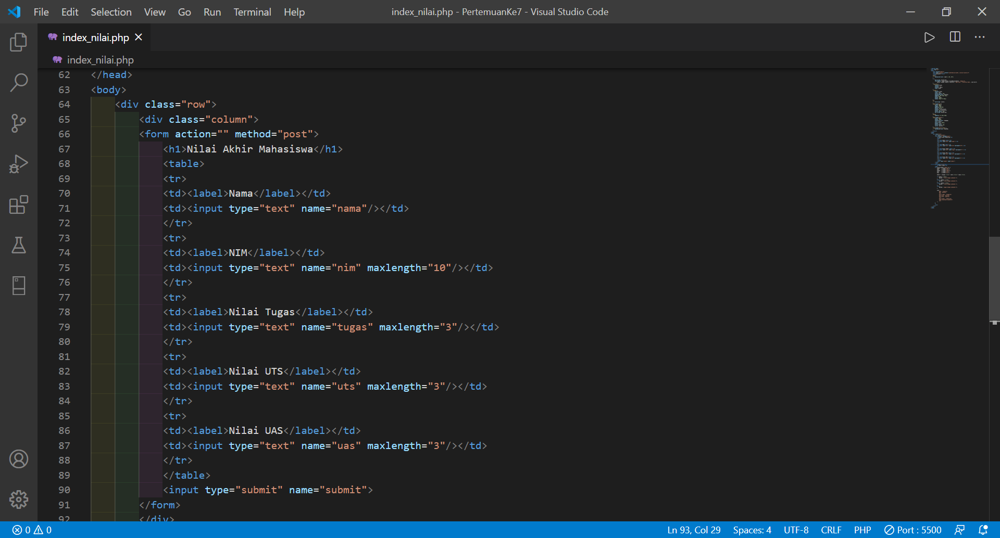 File Edit Selection View Go Run Terminal Help index_nilai.php - PertemuanKe7 - Visual Studio Code
index_nilai.php
index_nilai.php
62 </head>
63 <body>
64 <div class="row">
65 <div class="column">
66 <form action="" method="post">
67 <h1>Nilai Akhir Mahasiswa</h1>
68 <table>
69 <tr>
70 <td><label>Nama</label></td>
71 <td><input type="text" name="nama"/></td>
72 </tr>
73 <tr>
74 <td><label>NIM</label></td>
75 <td><input type="text" name="nim" maxlength="10"/></td>
76 </tr>
77 <tr>
78 <td><label>Nilai Tugas</label></td>
79 <td><input type="text" name="tugas" maxlength="3"/></td>
80 </tr>
81 <tr>
82 <td><label>Nilai UTS</label></td>
83 <td><input type="text" name="uts" maxlength="3"/></td>
84 </tr>
85 <tr>
86 <td><label>Nilai UAS</label></td>
87 <td><input type="text" name="uas" maxlength="3"/></td>
88 </tr>
89 </table>
90 <input type="submit" name="submit">
91 </form>
92 </div>
0 0 Ln 93, Col 29 Spaces: 4 UTF-8 CRLF PHP Port : 5500